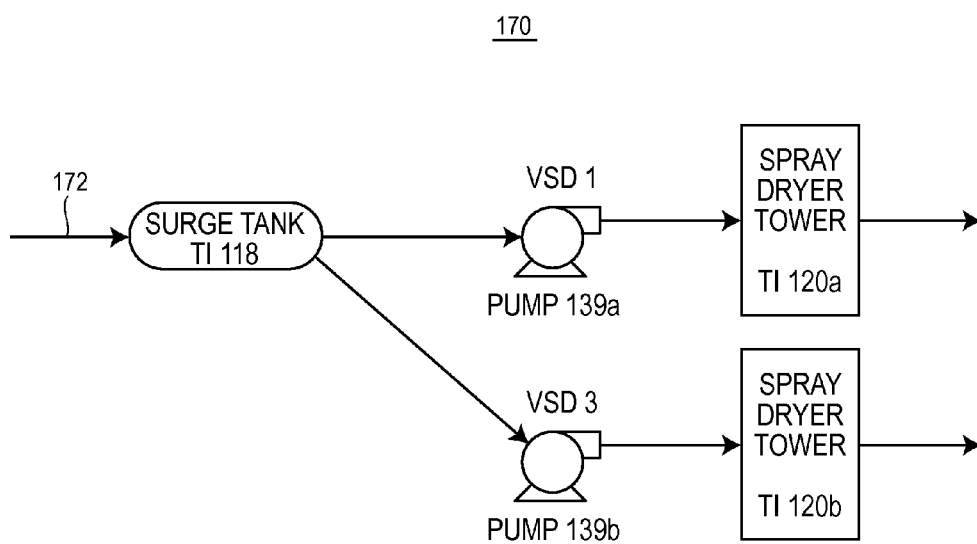 170
172
SURGE TANK
TI 118
VSD 1
PUMP 139a
SPRAY
DRYER
TOWER
TI 120a
VSD 3
PUMP 139b
SPRAY
DRYER
TOWER
TI 120b